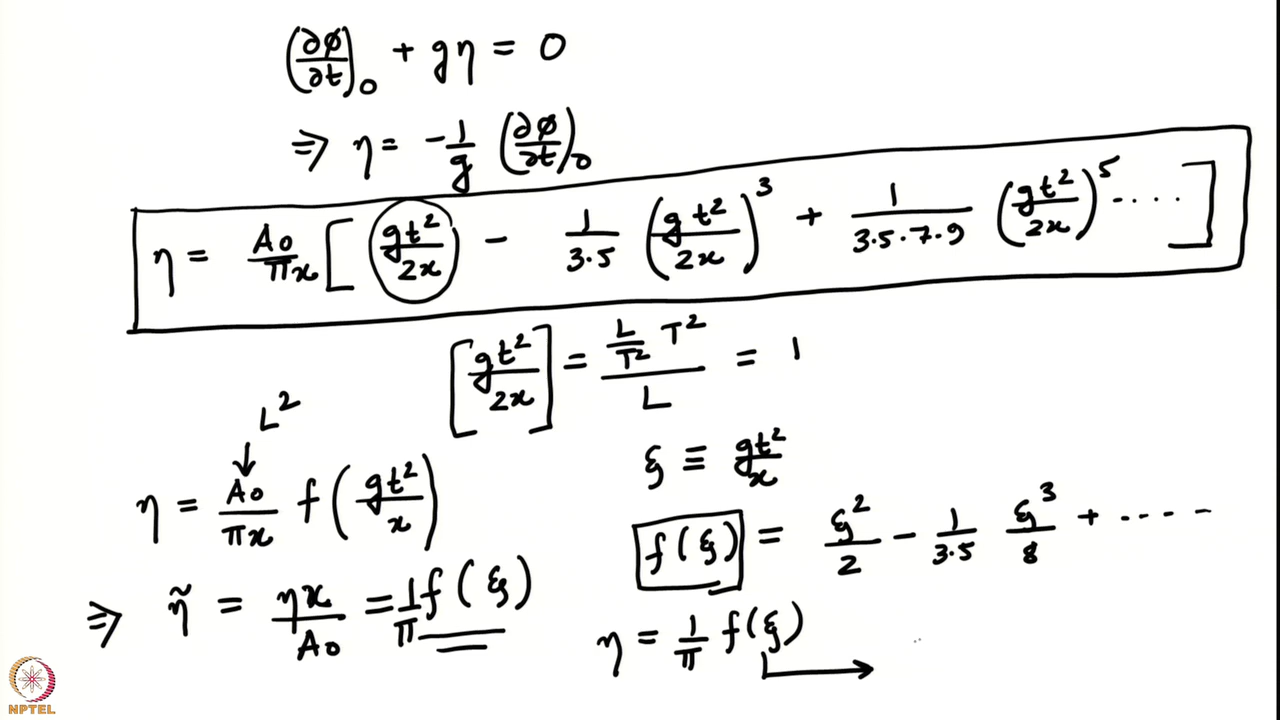 (∂φ/∂t)₀ + gη = 0
⇒ η = -1/g (∂φ/∂t)₀
η = A₀/πx [ (gt²/2x) - 1/3·5 (gt²/2x)³ + 1/3·5·7·9 (gt²/2x)⁵ ····· ]
[gt²/2x] = L/T² T² / L = 1
L²
↓
ξ ≡ gt²/x
η = A₀/πx f(gt²/x)
f(ξ) = ξ²/2 - 1/3·5 ξ³/8 + ·····
⇒ η̃ = ηx/A₀ = 1/π f(ξ)
η = 1/π f(ξ)
NPTEL